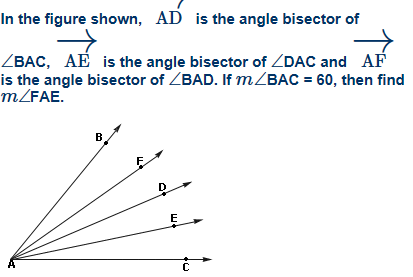 In the figure shown, AD is the angle bisector of
∠BAC, AE is the angle bisector of ∠DAC and AF
is the angle bisector of ∠BAD. If m∠BAC = 60, then find
m∠FAE.
B
F
D
E
A
C